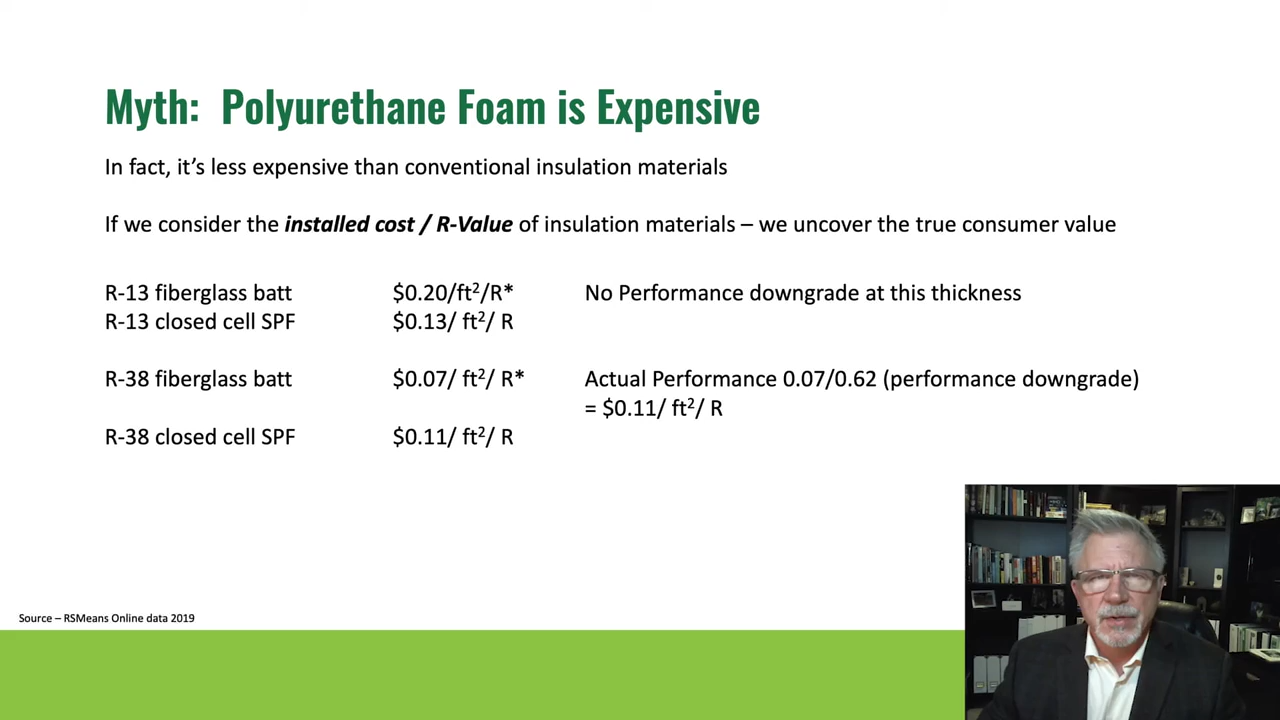 Myth: Polyurethane Foam is Expensive
In fact, it’s less expensive than conventional insulation materials
If we consider the installed cost / R-Value of insulation materials – we uncover the true consumer value
R-13 fiberglass batt $0.20/ft²/R* No Performance downgrade at this thickness
R-13 closed cell SPF $0.13/ ft²/ R
R-38 fiberglass batt $0.07/ ft²/ R* Actual Performance 0.07/0.62 (performance downgrade)
= $0.11/ ft²/ R
R-38 closed cell SPF $0.11/ ft²/ R
Source – RSMeans Online data 2019